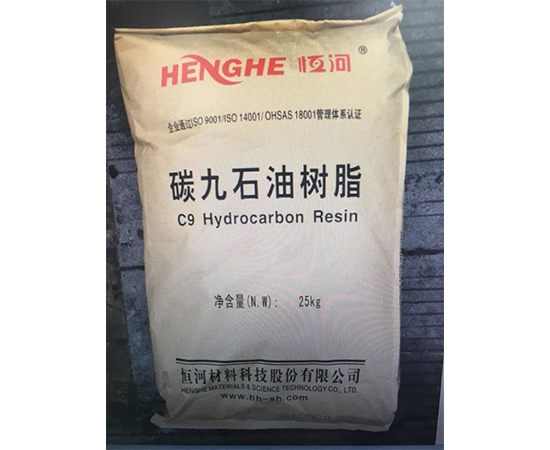 HENGHE 恒河®
企业通过ISO 9001/ISO 14001/OHSAS 18001管理体系认证
碳九石油树脂
C9 Hydrocarbon Resin
净含量(N.W): 25kg
恒河材料科技股份有限公司
HENGHE MATERIALS & SCIENCE TECHNOLOGY CO., LTD.
www.hh-sh.com